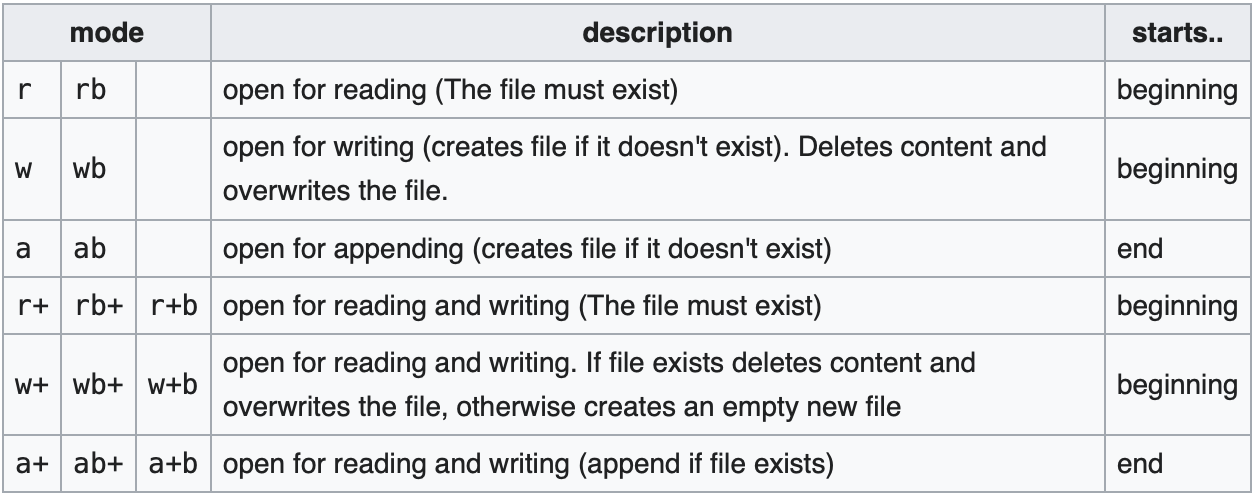 mode description starts..
r rb open for reading (The file must exist) beginning
w wb open for writing (creates file if it doesn't exist). Deletes content and
overwrites the file. beginning
a ab open for appending (creates file if it doesn't exist) end
r+ rb+ r+b open for reading and writing (The file must exist) beginning
w+ wb+ w+b open for reading and writing. If file exists deletes content and
overwrites the file, otherwise creates an empty new file beginning
a+ ab+ a+b open for reading and writing (append if file exists) end